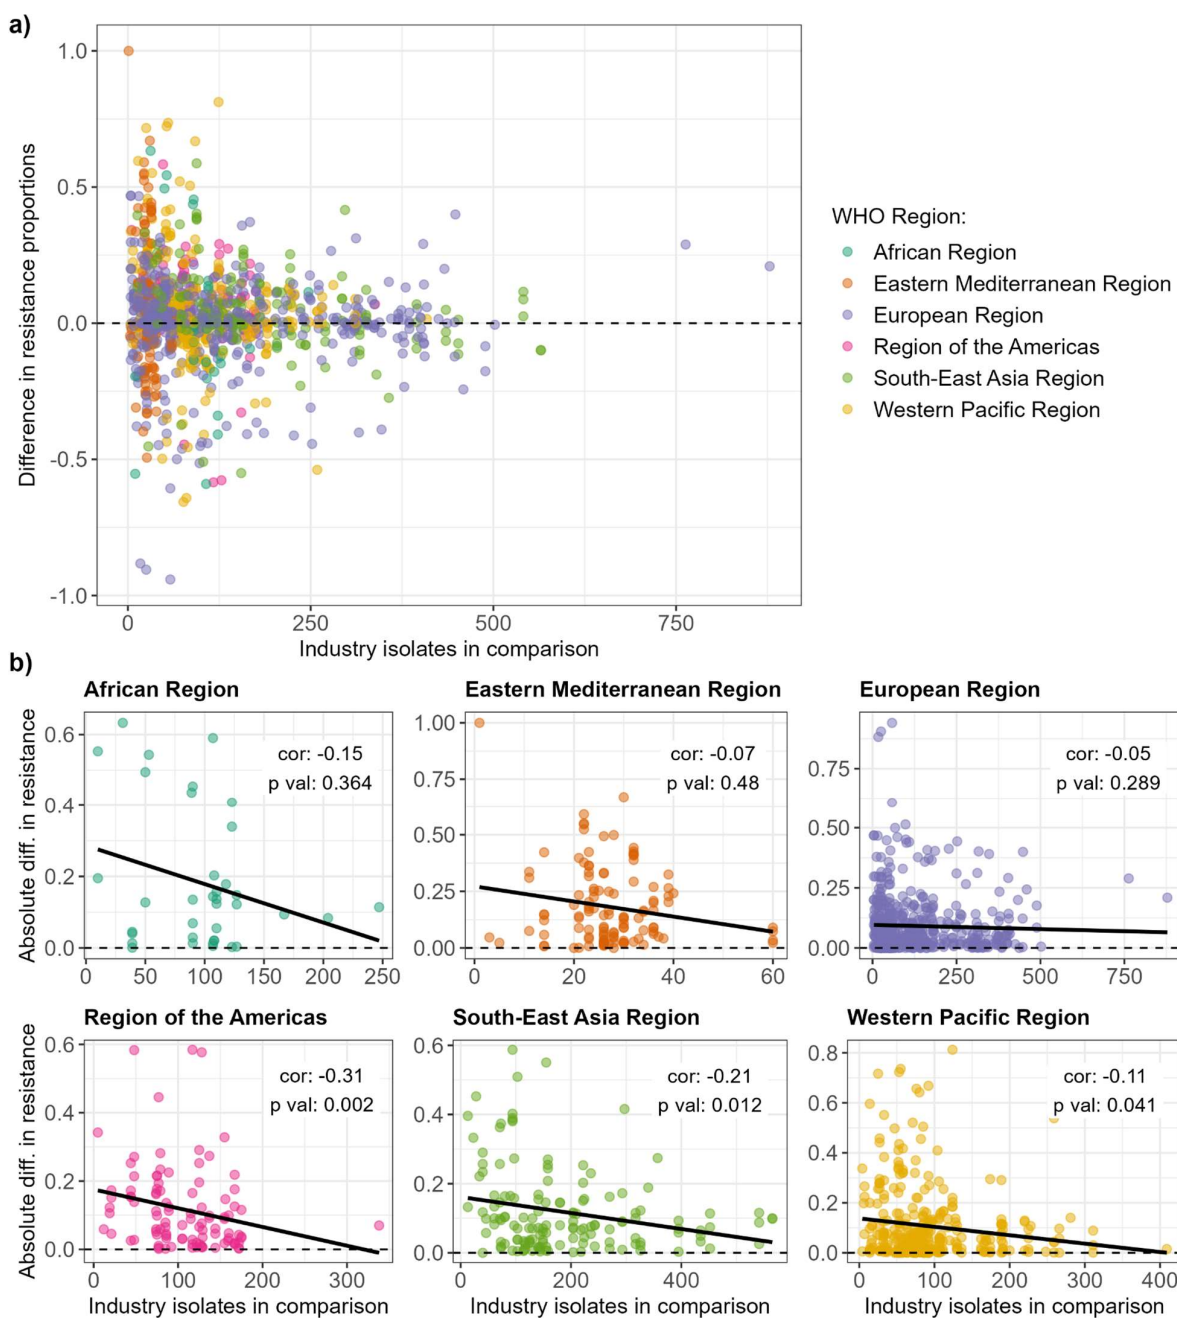 a)
Difference in resistance proportions
1.0
0.5
0.0
-0.5
-1.0
0
250
500
750
Industry isolates in comparison
WHO Region:
African Region
Eastern Mediterranean Region
European Region
Region of the Americas
South-East Asia Region
Western Pacific Region
b)
African Region
Absolute diff. in resistance
0.6
0.4
0.2
0.0
cor: -0.15
p val: 0.364
0
50
100
150
200
250
Eastern Mediterranean Region
1.00
0.75
0.50
0.25
0.00
cor: -0.07
p val: 0.48
0
20
40
60
European Region
0.75
0.50
0.25
0.00
cor: -0.05
p val: 0.289
0
250
500
750
Region of the Americas
Absolute diff. in resistance
0.6
0.4
0.2
0.0
cor: -0.31
p val: 0.002
0
100
200
300
Industry isolates in comparison
South-East Asia Region
0.6
0.4
0.2
0.0
cor: -0.21
p val: 0.012
0
200
400
Industry isolates in comparison
Western Pacific Region
0.8
0.6
0.4
0.2
0.0
cor: -0.11
p val: 0.041
0
100
200
300
400
Industry isolates in comparison